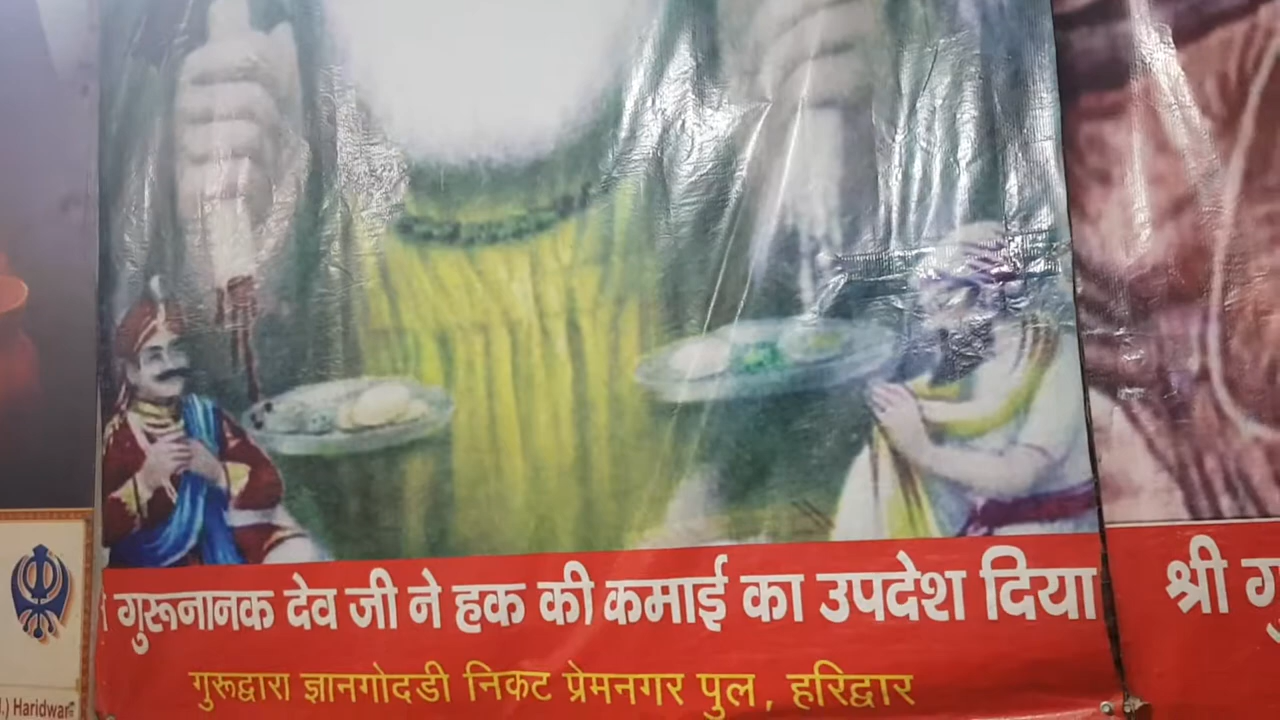 गुरूनानक देव जी ने हक की कमाई का उपदेश दिया
गुरूद्वारा ज्ञानगोदडी निकट प्रेमनगर पुल, हरिद्वार
श्री
.) Haridwar